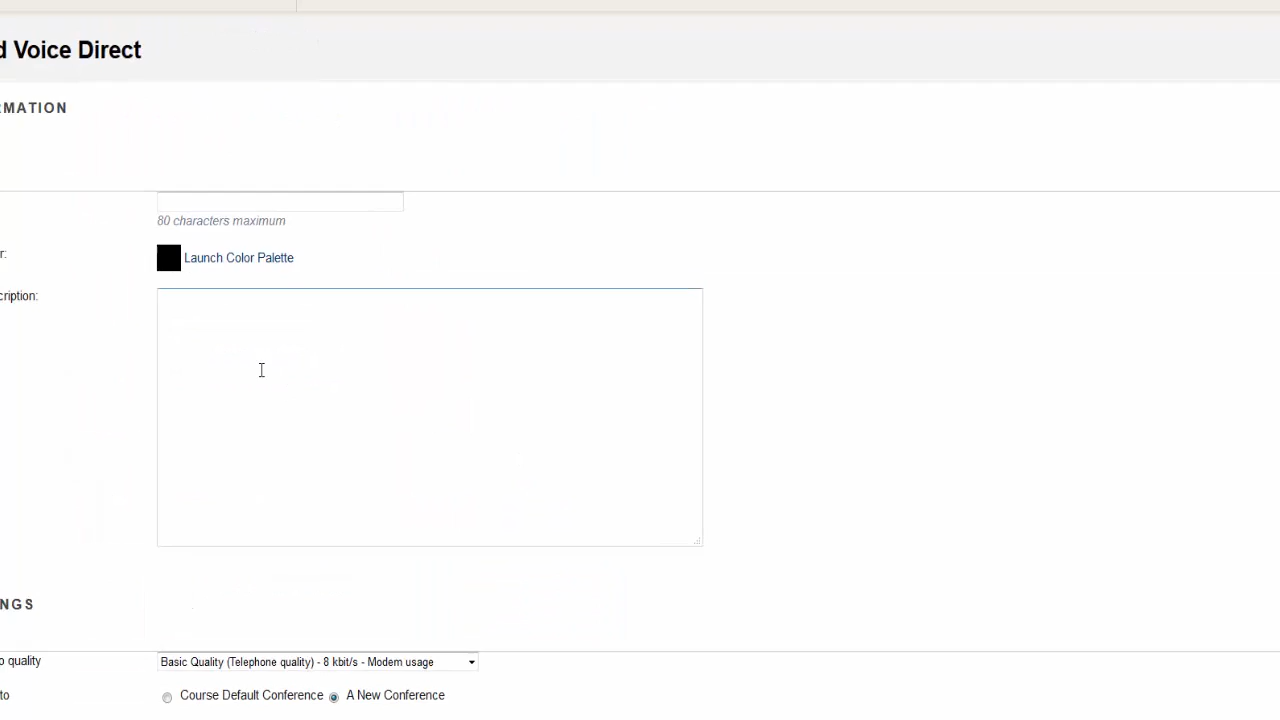 d Voice Direct
RMATION
80 characters maximum
r:
Launch Color Palette
cription:
NGS
o quality
Basic Quality (Telephone quality) - 8 kbit/s - Modem usage
to
Course Default Conference
A New Conference